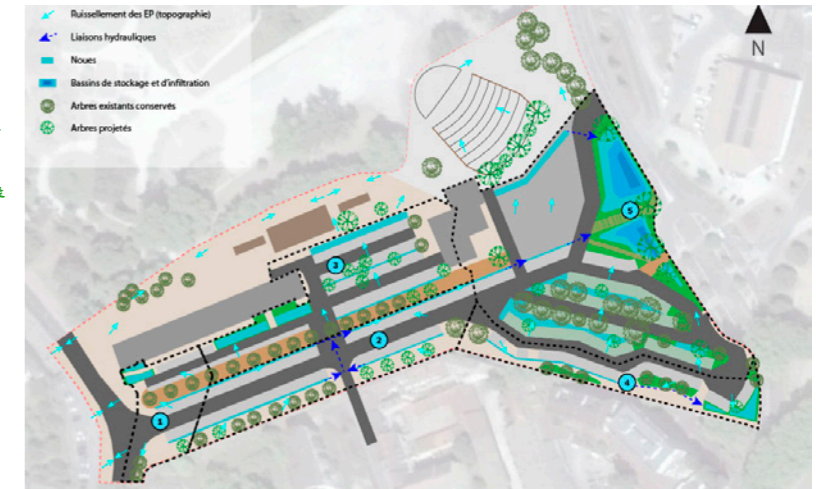 Ruissellement des EP (topographie)
Liaisons hydrauliques
Noues
Bassins de stockage et d'infiltration
Arbres existants conservés
Arbres projetés
N
5
3
2
4
1